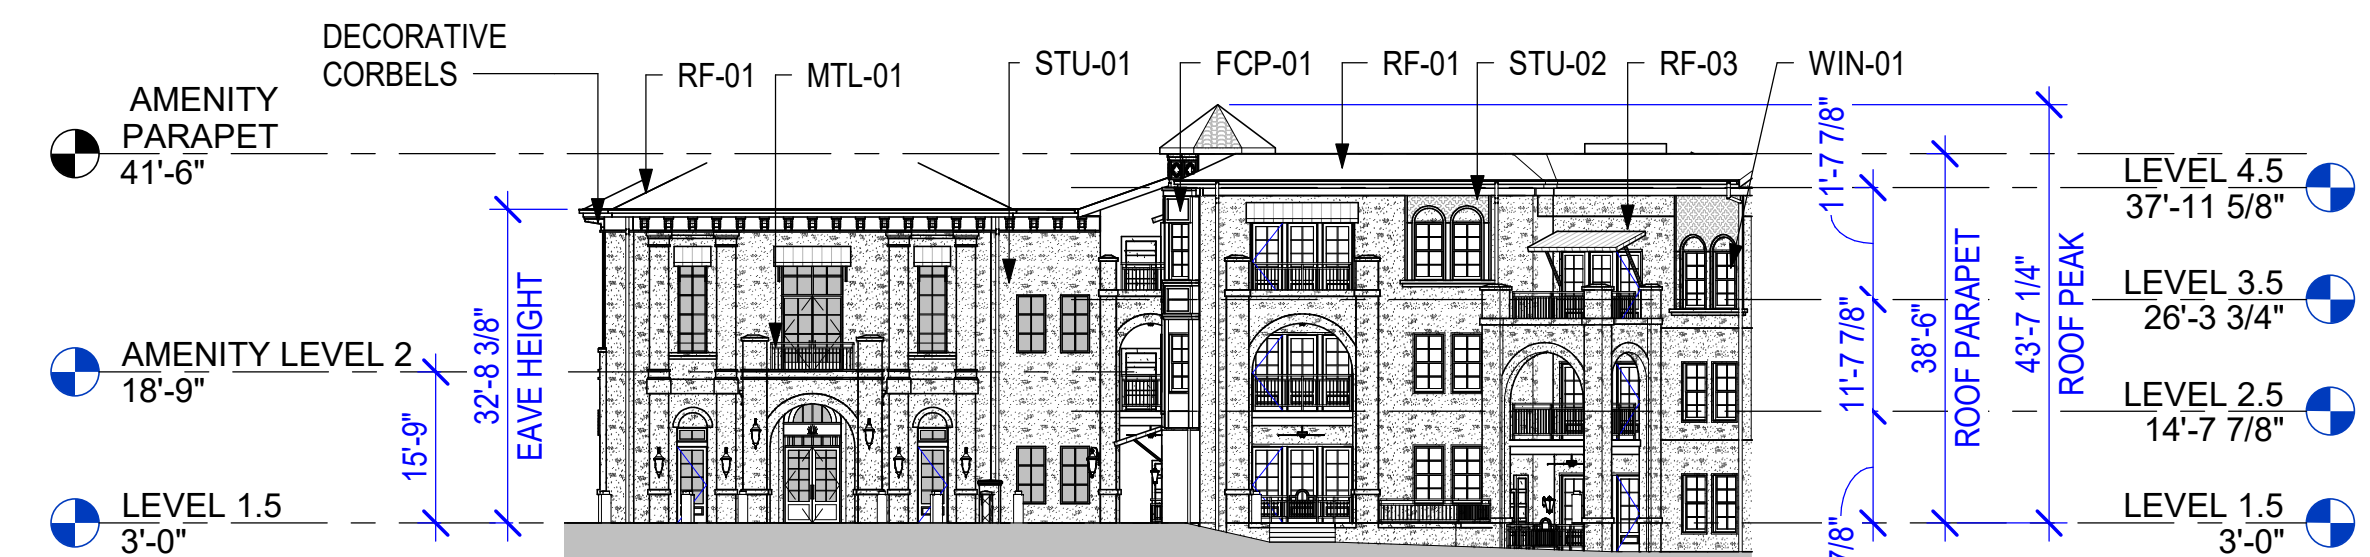 DECORATIVE
CORBELS
RF-01
MTL-01
STU-01
FCP-01
RF-01
STU-02
RF-03
WIN-01
AMENITY
PARAPET
41'-6"
AMENITY LEVEL 2
18'-9"
LEVEL 1.5
3'-0"
15'-9"
32'-8 3/8"
EAVE HEIGHT
11'-7 7/8"
11'-7 7/8"
7/8"
38'-6"
ROOF PARAPET
43'-7 1/4"
ROOF PEAK
LEVEL 4.5
37'-11 5/8"
LEVEL 3.5
26'-3 3/4"
LEVEL 2.5
14'-7 7/8"
LEVEL 1.5
3'-0"